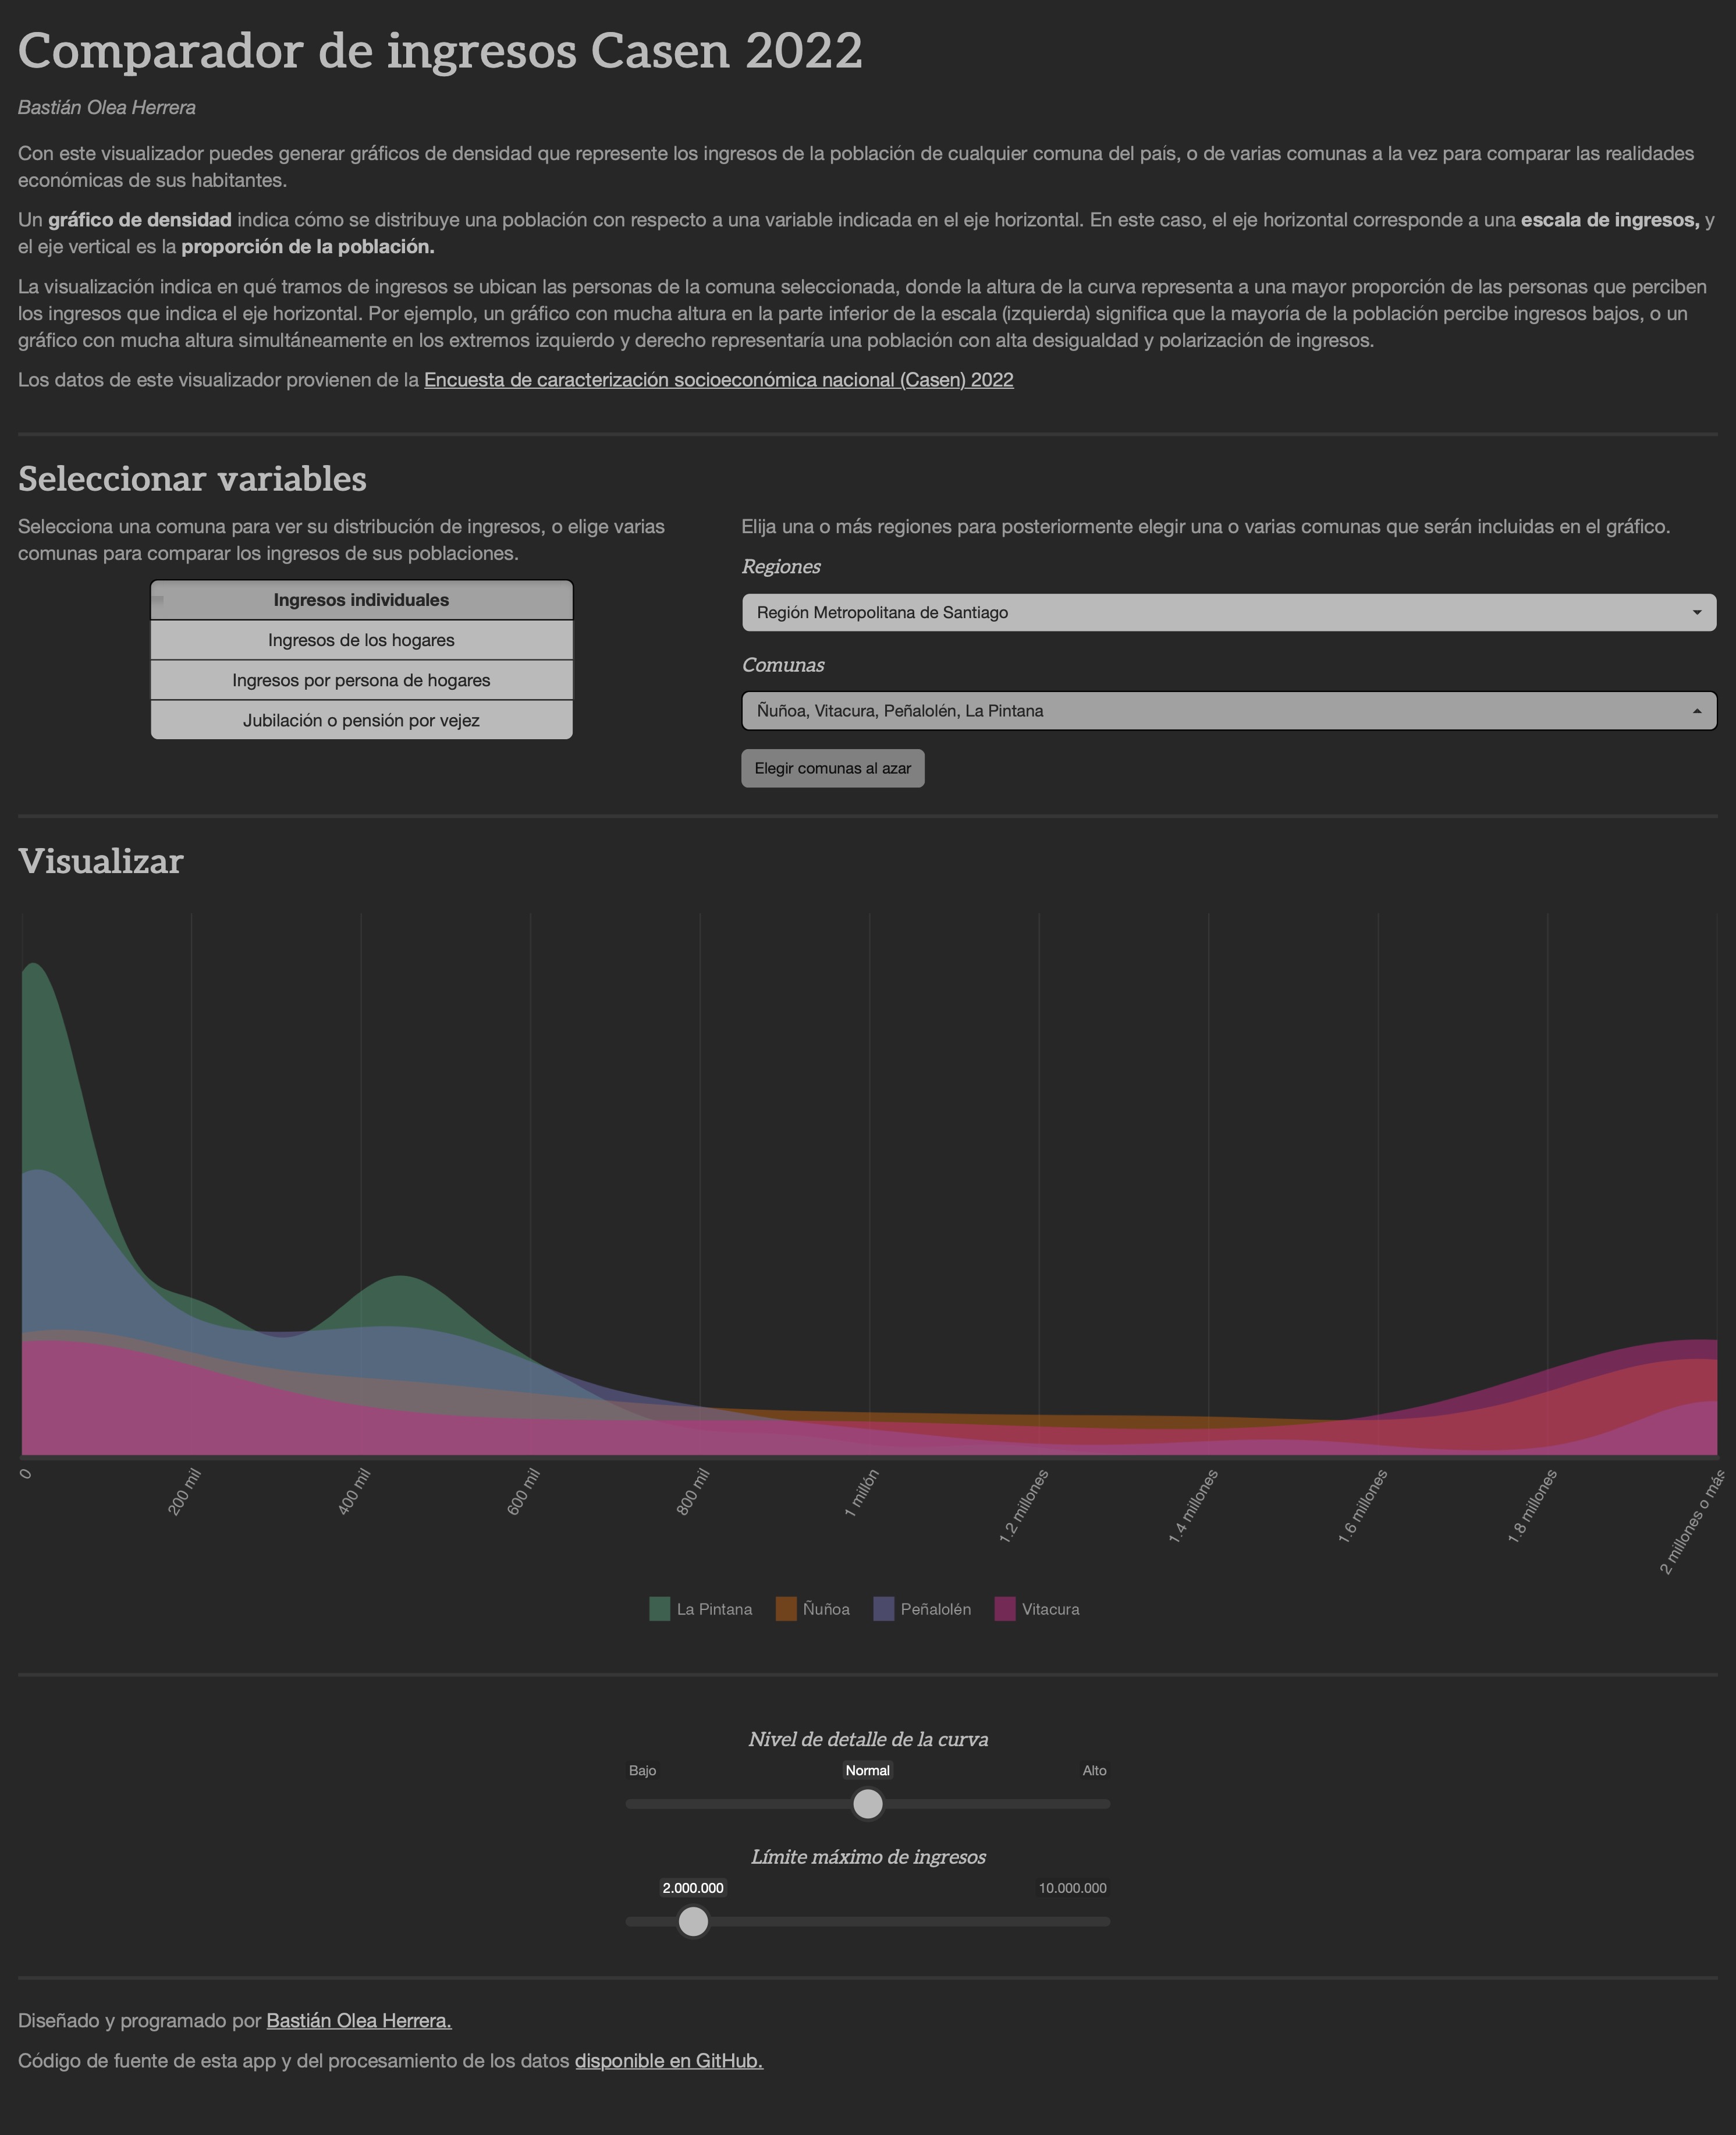 Comparador de ingresos Casen 2022
Bastián Olea Herrera
Con este visualizador puedes generar gráficos de densidad que represente los ingresos de la población de cualquier comuna del país, o de varias comunas a la vez para comparar las realidades
económicas de sus habitantes.
Un gráfico de densidad indica cómo se distribuye una población con respecto a una variable indicada en el eje horizontal. En este caso, el eje horizontal corresponde a una escala de ingresos, y
el eje vertical es la proporción de la población.
La visualización indica en qué tramos de ingresos se ubican las personas de la comuna seleccionada, donde la altura de la curva representa a una mayor proporción de las personas que perciben
los ingresos que indica el eje horizontal. Por ejemplo, un gráfico con mucha altura en la parte inferior de la escala (izquierda) significa que la mayoría de la población percibe ingresos bajos, o un
gráfico con mucha altura simultáneamente en los extremos izquierdo y derecho representaría una población con alta desigualdad y polarización de ingresos.
Los datos de este visualizador provienen de la Encuesta de caracterización socioeconómica nacional (Casen) 2022
Seleccionar variables
Selecciona una comuna para ver su distribución de ingresos, o elige varias
comunas para comparar los ingresos de sus poblaciones.
Ingresos individuales
Ingresos de los hogares
Ingresos por persona de hogares
Jubilación o pensión por vejez
Elija una o más regiones para posteriormente elegir una o varias comunas que serán incluidas en el gráfico.
Regiones
Región Metropolitana de Santiago
Comunas
Ñuñoa, Vitacura, Peñalolén, La Pintana
Elegir comunas al azar
Visualizar
0
200 mil
400 mil
600 mil
800 mil
1 millón
1.2 millones
1.4 millones
1.6 millones
1.8 millones
2 millones o más
La Pintana
Ñuñoa
Peñalolén
Vitacura
Nivel de detalle de la curva
Bajo
Normal
Alto
Límite máximo de ingresos
2.000.000
10.000.000
Diseñado y programado por Bastián Olea Herrera.
Código de fuente de esta app y del procesamiento de los datos disponible en GitHub.